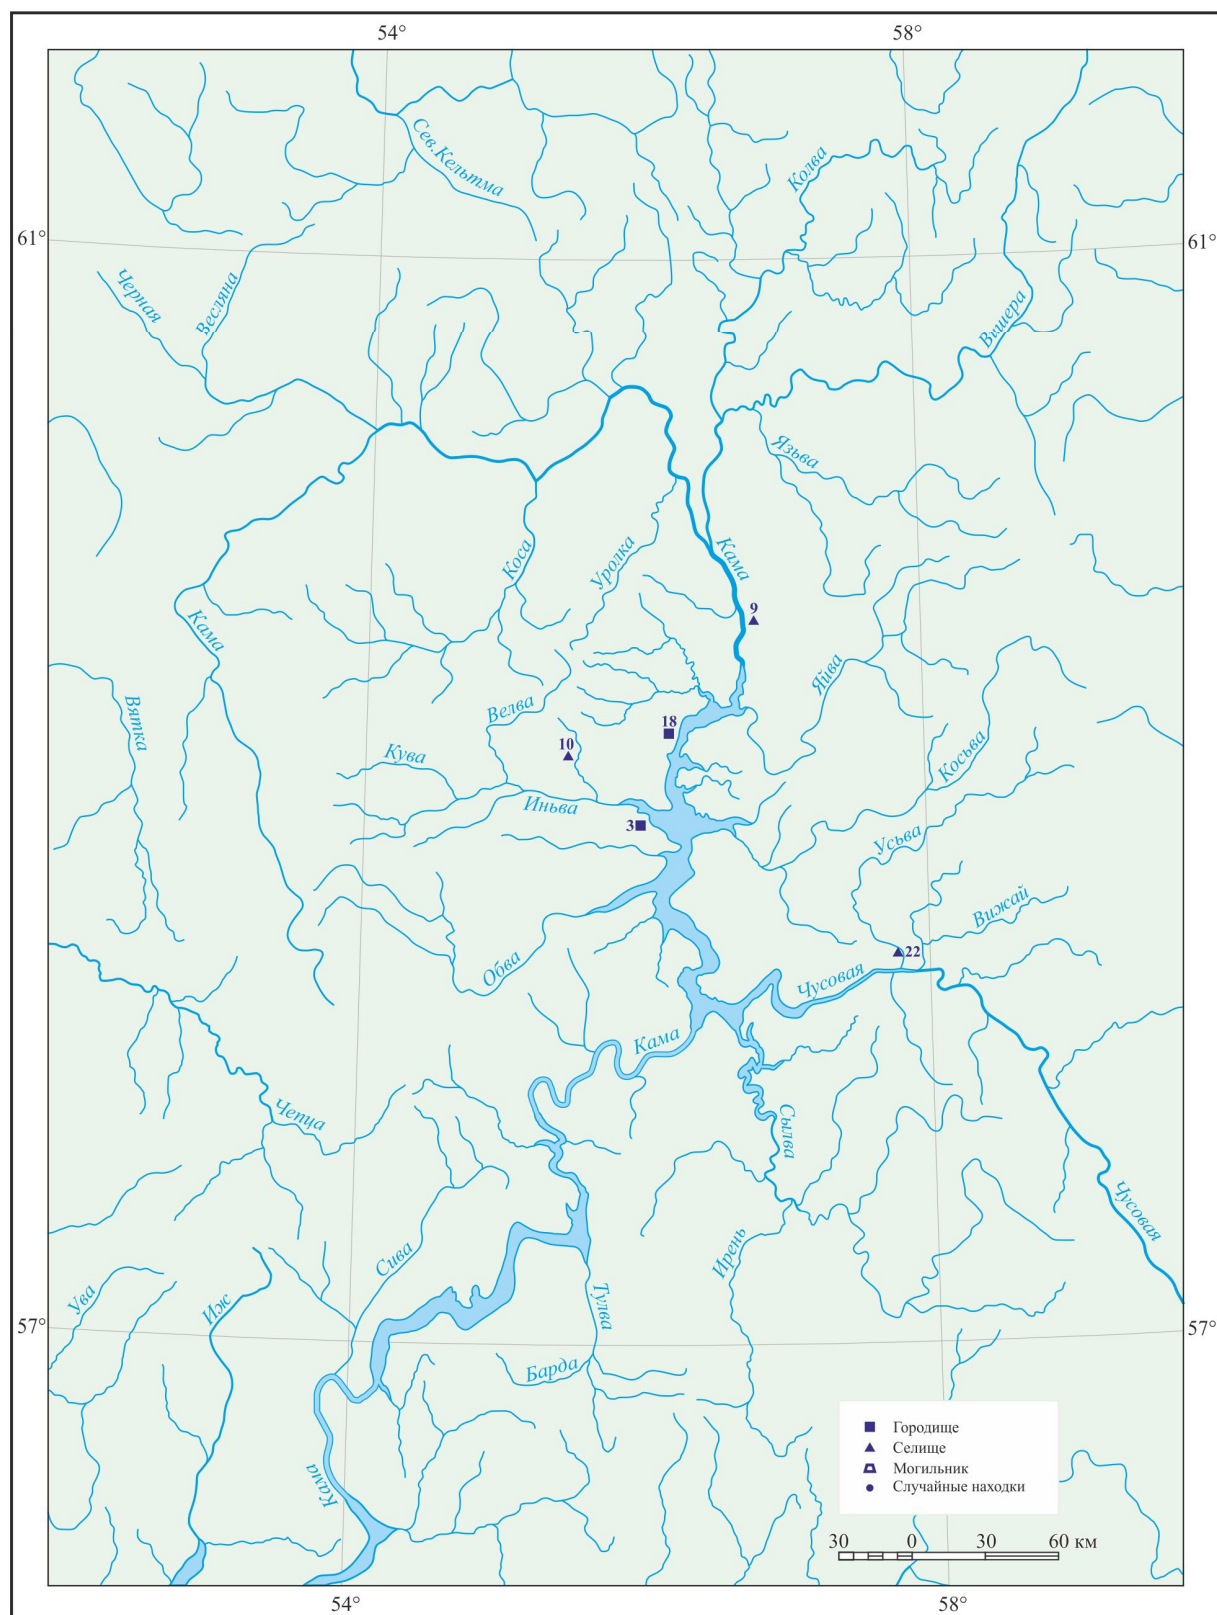 54°
58°
Сев.Кельтма
Колва
61°
61°
Черная
Весляна
Вишера
Язьва
Коса
Уролка
Кама
9
Кама
Яйва
Вятка
Велва
18
10
Кува
Косьва
Иньва
3
Усьва
Вижай
22
Обва
Чусовая
Кама
Чепца
Сылва
Чусовая
Ирень
Сива
Ува
Иж
Тулва
57°
57°
Барда
Кама
Городище
Селище
Могильник
Случайные находки
30 0 30 60 км
54°
58°